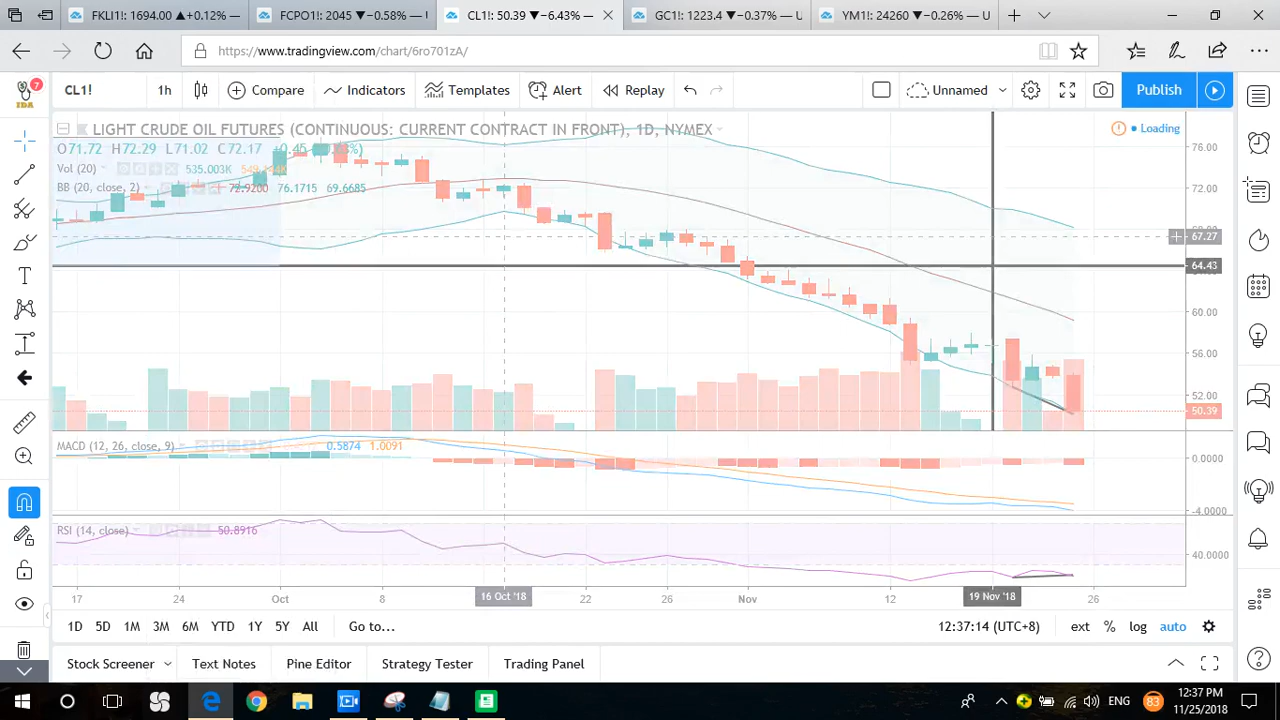 FKLI1!: 1694.00 ▲+0.12% —
FCPO1!: 2045 ▼−0.58% —
CL1!: 50.39 ▼−6.43% —
GC1!: 1223.4 ▼−0.37% — U
YM1!: 24260 ▼−0.26% — U
https://www.tradingview.com/chart/6ro701zA/
7
IDA
CL1!
1h
Compare
Indicators
Templates
Alert
Replay
Unnamed
Publish
LIGHT CRUDE OIL FUTURES (CONTINUOUS: CURRENT CONTRACT IN FRONT), 1D, NYMEX
Loading
O71.72 H72.29 L71.02 C72.17
Vol (20) 535.003K
BB (20, close, 2) 72.9200 76.1715 69.6685
76.00
72.00
67.27
64.43
60.00
56.00
52.00
50.39
MACD (12, 26, close, 9) 0.5874 1.0091
0.0000
-4.0000
RSI (14, close) 50.8916
40.0000
17 24 Oct 8 16 Oct '18 22 29 Nov 12 19 Nov '18 26
1D 5D 1M 3M 6M YTD 1Y 5Y All Go to...
12:37:14 (UTC+8) ext % log auto
Stock Screener Text Notes Pine Editor Strategy Tester Trading Panel
ENG
83
12:37 PM
11/25/2018